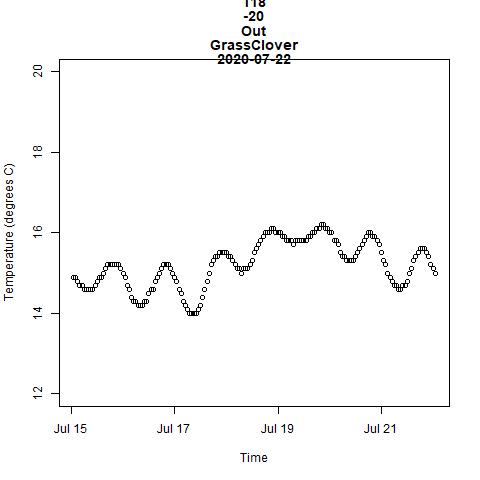 T18
-20
Out
GrassClover
2020-07-22
20
18
16
14
12
Temperature (degrees C)
Jul 15 Jul 17 Jul 19 Jul 21
Time